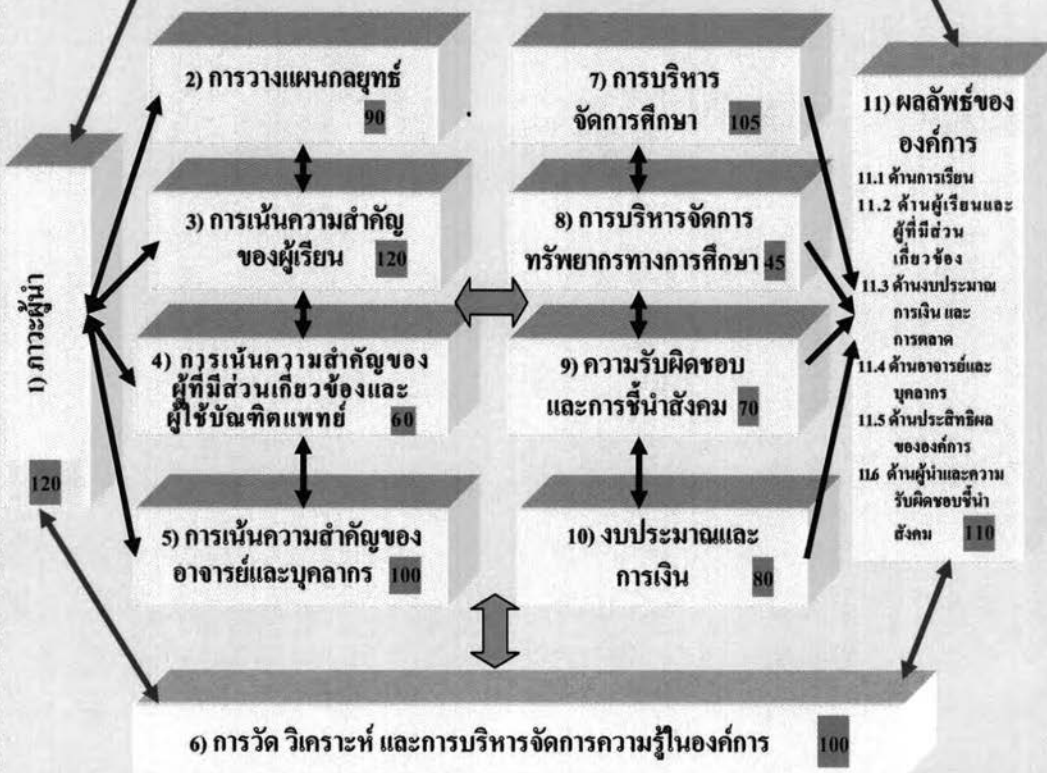 1) ภาวะผู้นำ
120
2) การวางแผนกลยุทธ์
90
3) การเน้นความสำคัญ
ของผู้เรียน 120
4) การเน้นความสำคัญของ
ผู้ที่มีส่วนเกี่ยวข้องและ
ผู้ใช้บัณฑิตแพทย์ 60
5) การเน้นความสำคัญของ
อาจารย์และบุคลากร 100
7) การบริหาร
จัดการศึกษา 105
8) การบริหารจัดการ
ทรัพยากรทางการศึกษา 45
9) ความรับผิดชอบ
และการชี้นำสังคม 70
10) งบประมาณและ
การเงิน 80
11) ผลลัพธ์ของ
องค์การ
11.1 ด้านการเรียน
11.2 ด้านผู้เรียนและ
ผู้ที่มีส่วน
เกี่ยวข้อง
11.3 ด้านงบประมาณ
การเงิน และ
การตลาด
11.4 ด้านอาจารย์และ
บุคลากร
11.5 ด้านประสิทธิผล
ขององค์การ
11.6 ด้านผู้นำและความ
รับผิดชอบชี้นำ
สังคม 110
6) การวัด วิเคราะห์ และการบริหารจัดการความรู้ในองค์การ 100